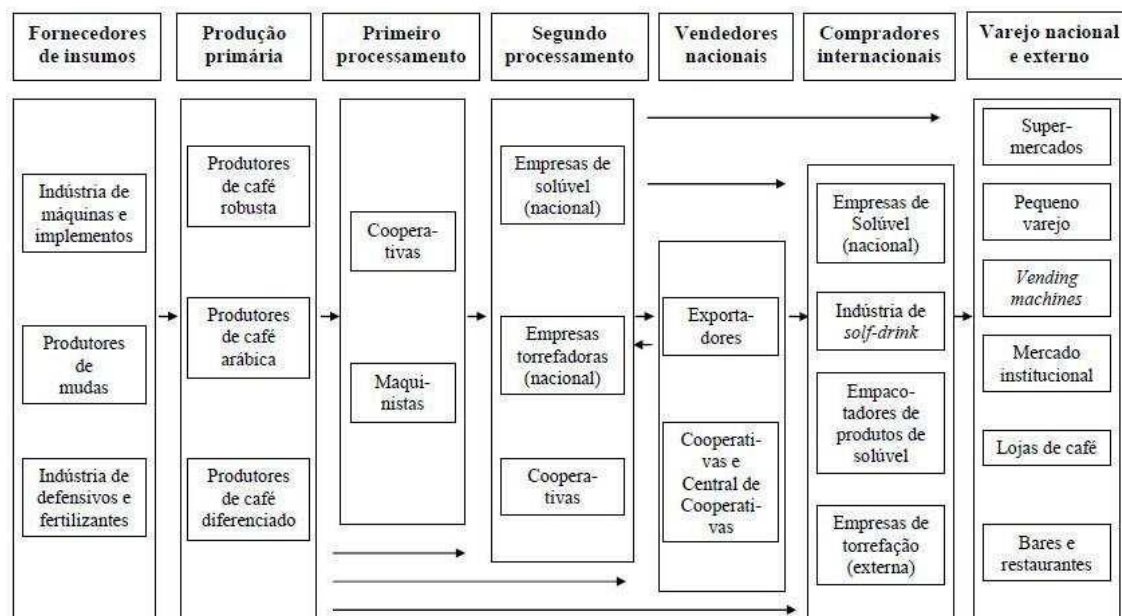 Fornecedores
de insumos
Produção
primária
Primeiro
processamento
Segundo
processamento
Vendedores
nacionais
Compradores
internacionais
Varejo nacional
e externo
Indústria de
máquinas e
implementos
Produtores
de
mudas
Indústria de
defensivos e
fertilizantes
Produtores
de café
robusta
Produtores
de café
arábica
Produtores
de café
diferenciado
Coopera-
tivas
Maqui-
nistas
Empresas de
solúvel
(nacional)
Empresas
torrefadoras
(nacional)
Coopera-
tivas
Exporta-
dores
Cooperati-
vas e
Central de
Coopera-
tivas
Empresas de
Solúvel
(nacional)
Indústria de
solf-drink
Empaco-
tadores de
produtos de
solúvel
Empresas de
torrefação
(externa)
Super-
mercados
Pequeno
varejo
Vending
machines
Mercado
institucional
Lojas de café
Bares e
restaurantes